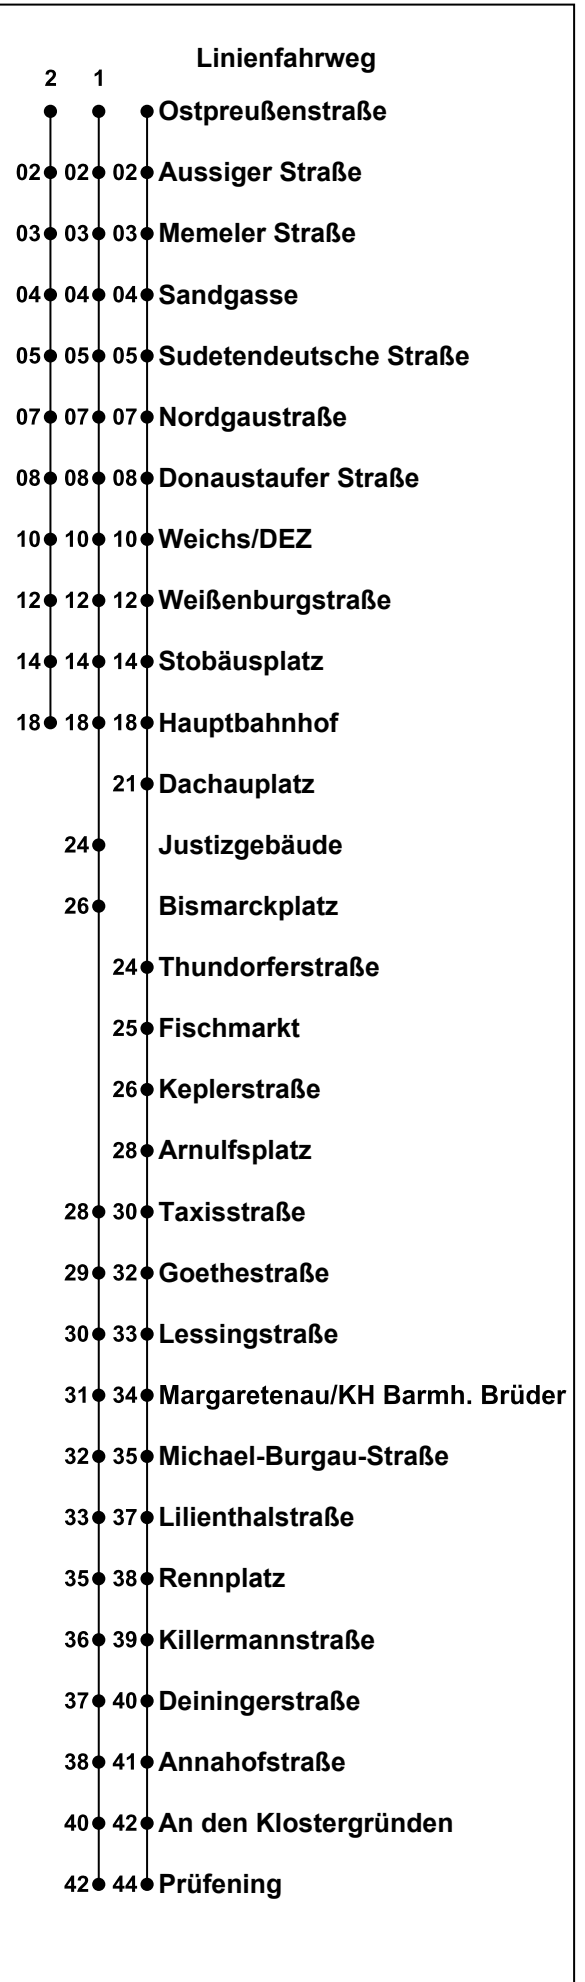 Linienfahrweg
2 1
Ostpreußenstraße
02 02 02 Aussiger Straße
03 03 03 Memeler Straße
04 04 04 Sandgasse
05 05 05 Sudetendeutsche Straße
07 07 07 Nordgaustraße
08 08 08 Donaustaufer Straße
10 10 10 Weichs/DEZ
12 12 12 Weißenburgstraße
14 14 14 Stobäusplatz
18 18 18 Hauptbahnhof
21 Dachauplatz
24 Justizgebäude
26 Bismarckplatz
24 Thundorferstraße
25 Fischmarkt
26 Keplerstraße
28 Arnulfsplatz
28 30 Taxisstraße
29 32 Goethestraße
30 33 Lessingstraße
31 34 Margaretenau/KH Barmh. Brüder
32 35 Michael-Burgau-Straße
33 37 Lilienthalstraße
35 38 Rennplatz
36 39 Killermannstraße
37 40 Deiningerstraße
38 41 Annahofstraße
40 42 An den Klostergründen
42 44 Prüfening